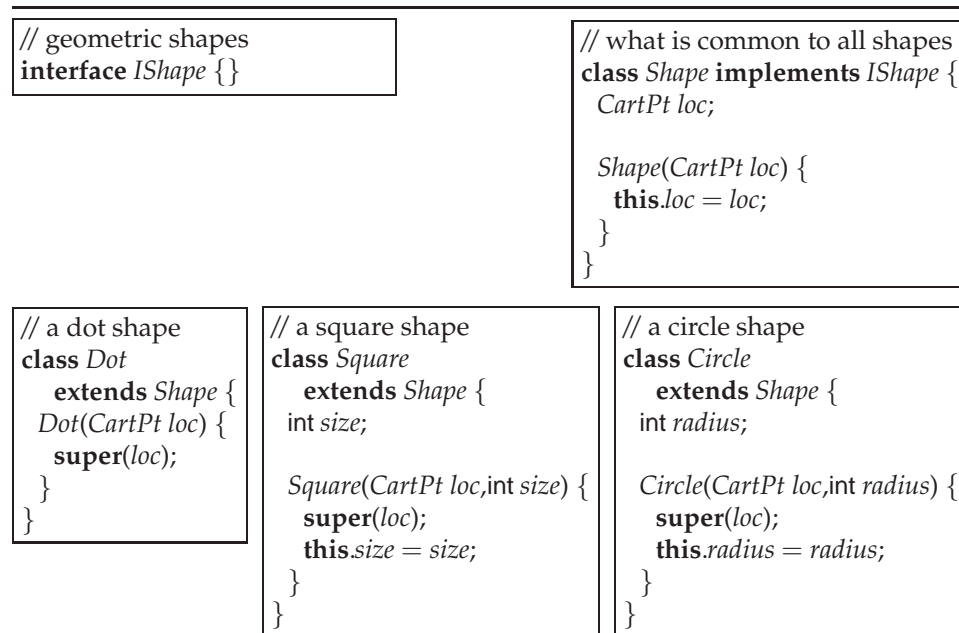 // geometric shapes
interface IShape {}
// what is common to all shapes
class Shape implements IShape {
CartPt loc;
Shape(CartPt loc) {
this.loc = loc;
}
}
// a dot shape
class Dot
extends Shape {
Dot(CartPt loc) {
super(loc);
}
}
// a square shape
class Square
extends Shape {
int size;
Square(CartPt loc,int size) {
super(loc);
this.size = size;
}
}
// a circle shape
class Circle
extends Shape {
int radius;
Circle(CartPt loc,int radius) {
super(loc);
this.radius = radius;
}
}